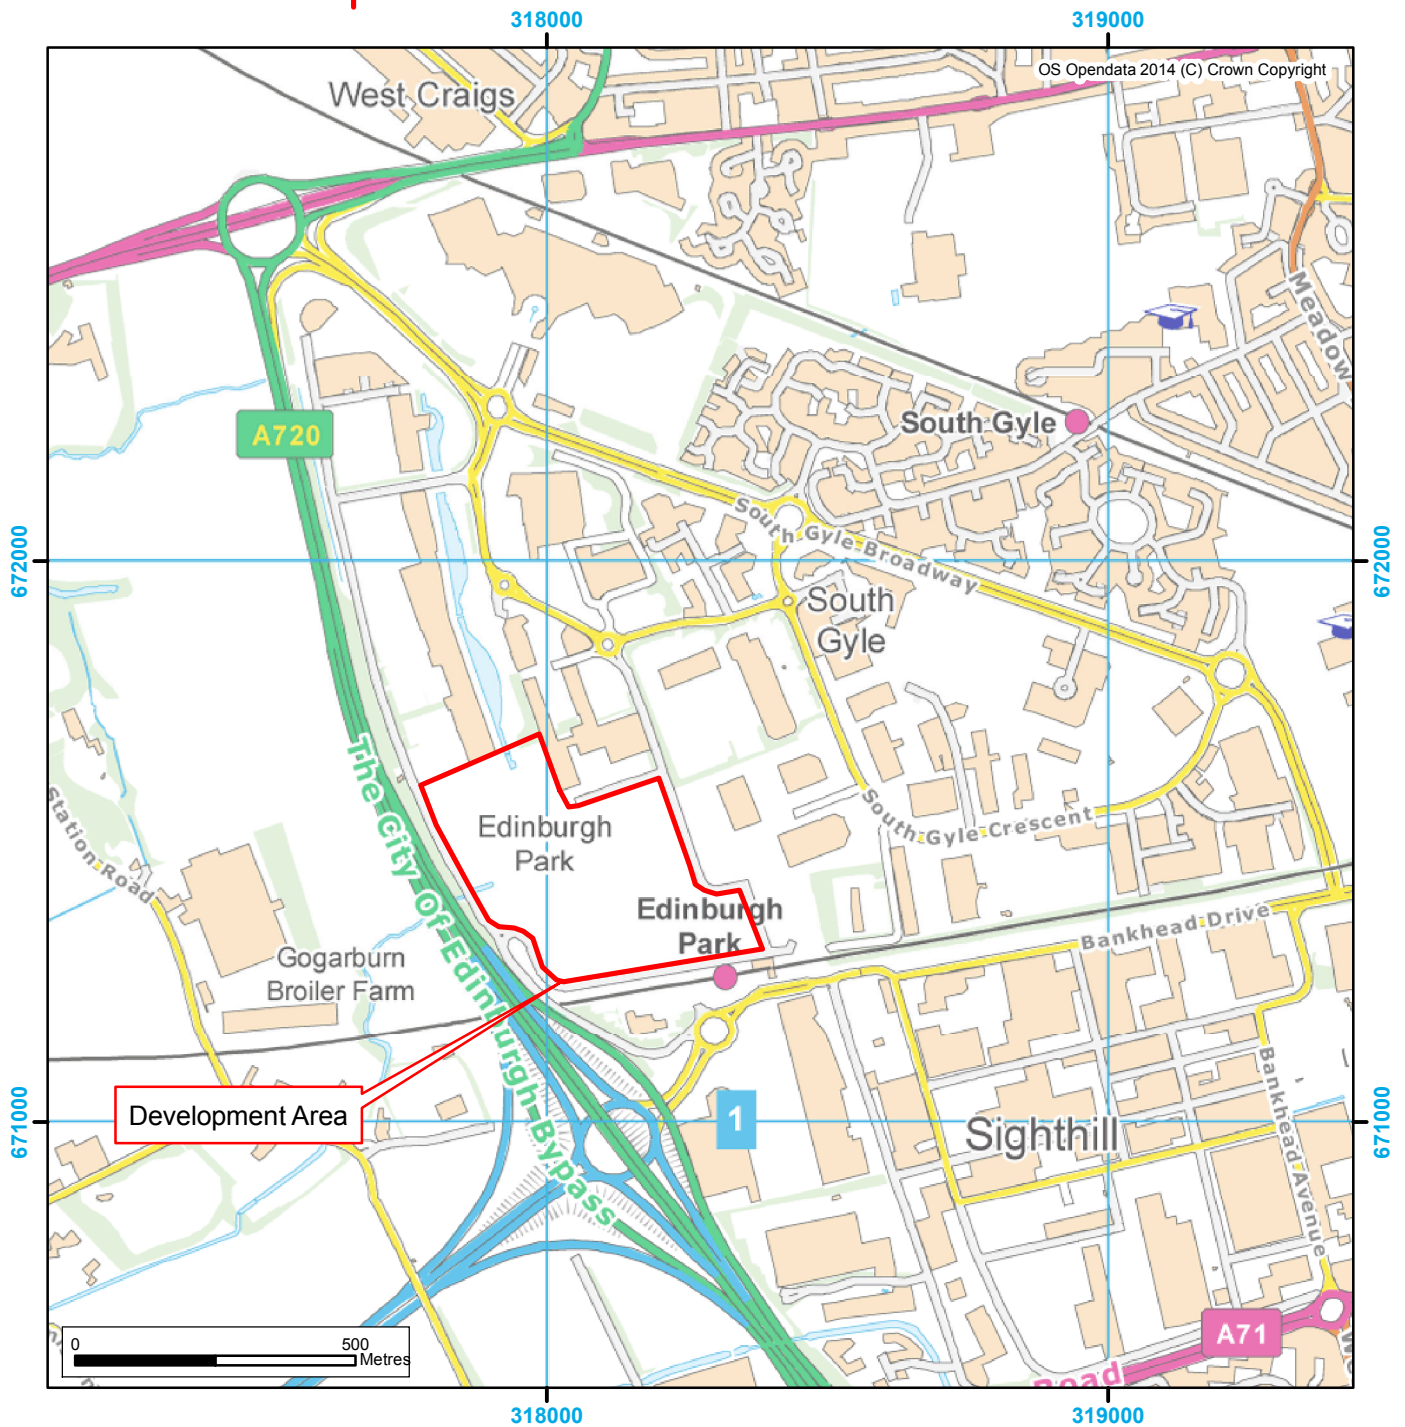 318000
319000
OS Opendata 2014 (C) Crown Copyright
West Craigs
Meadow
South Gyle
A720
South Gyle Broadway
672000
672000
South
Gyle
The City Of Edinburgh Bypass
Station Road
Edinburgh
Park
South Gyle Crescent
Edinburgh
Park
Bankhead Drive
Gogarburn
Broiler Farm
Development Area
1
Sighthill
Bankhead Avenue
671000
671000
A71
Road
0
500
Metres
318000
319000